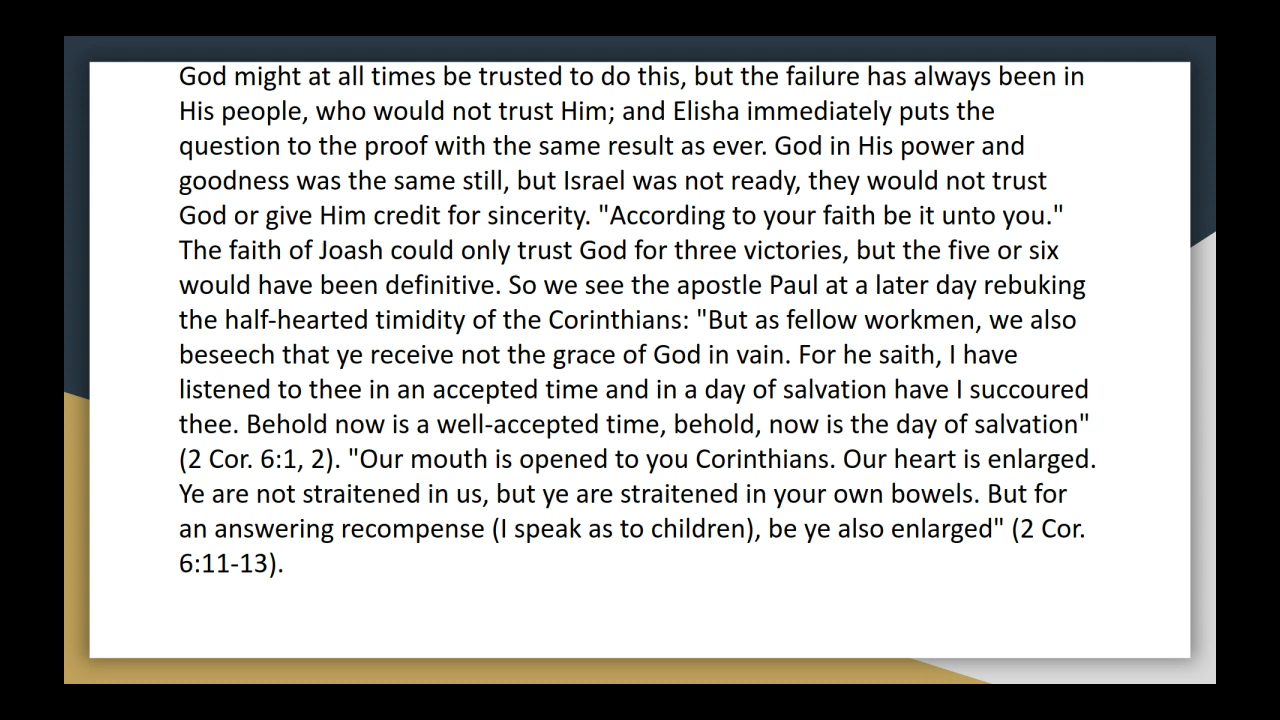 God might at all times be trusted to do this, but the failure has always been in
His people, who would not trust Him; and Elisha immediately puts the
question to the proof with the same result as ever. God in His power and
goodness was the same still, but Israel was not ready, they would not trust
God or give Him credit for sincerity. "According to your faith be it unto you."
The faith of Joash could only trust God for three victories, but the five or six
would have been definitive. So we see the apostle Paul at a later day rebuking
the half-hearted timidity of the Corinthians: "But as fellow workmen, we also
beseech that ye receive not the grace of God in vain. For he saith, I have
listened to thee in an accepted time and in a day of salvation have I succoured
thee. Behold now is a well-accepted time, behold, now is the day of salvation"
(2 Cor. 6:1, 2). "Our mouth is opened to you Corinthians. Our heart is enlarged.
Ye are not straitened in us, but ye are straitened in your own bowels. But for
an answering recompense (I speak as to children), be ye also enlarged" (2 Cor.
6:11-13).